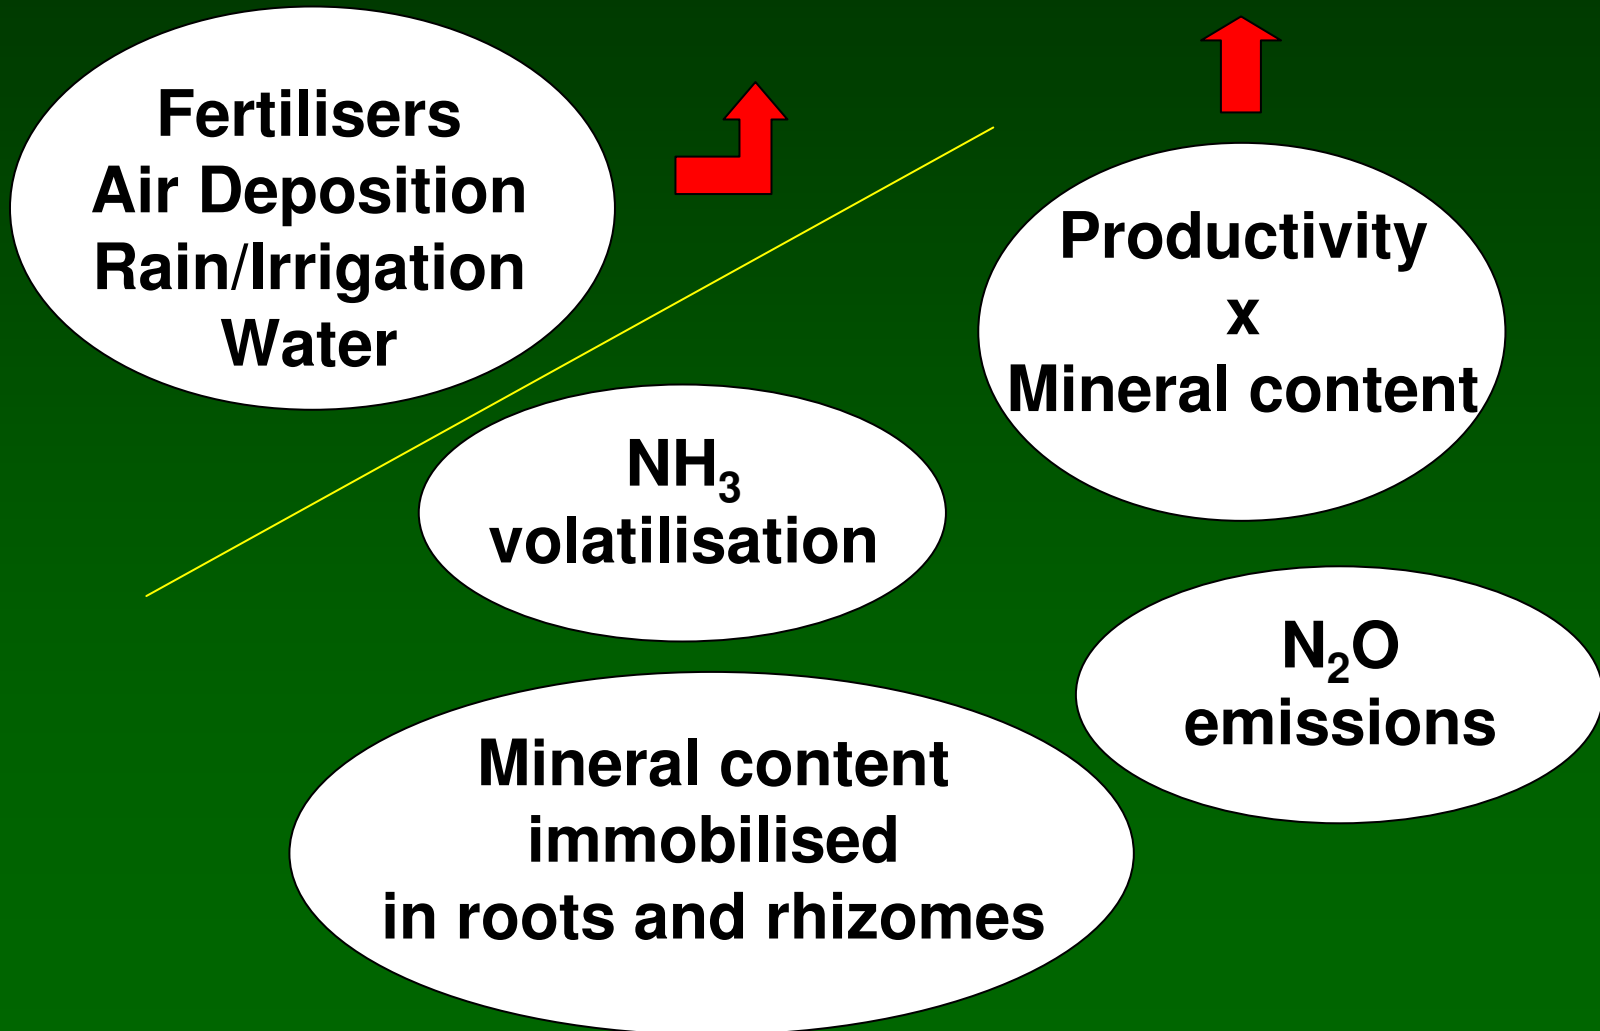 Fertilisers
Air Deposition
Rain/Irrigation
Water
Productivity
x
Mineral content
NH₃
volatilisation
N₂O
emissions
Mineral content
immobilised
in roots and rhizomes